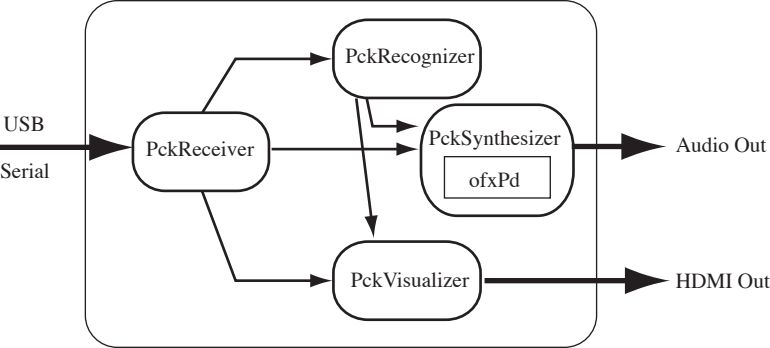 USB
Serial
PckReceiver
PckRecognizer
PckSynthesizer
ofxPd
PckVisualizer
Audio Out
HDMI Out